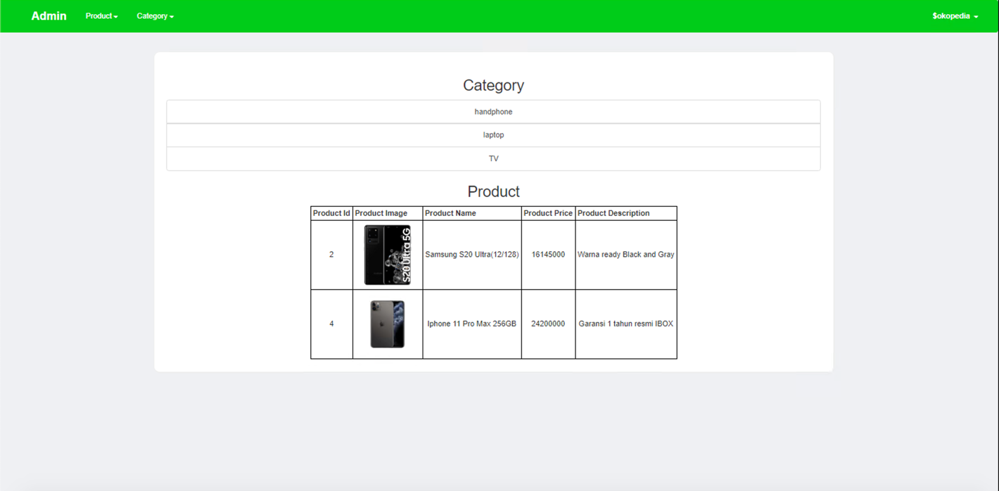 Admin Product Category $okopedia
Category
handphone
laptop
TV
Product
Product Id Product Image Product Name Product Price Product Description
2 S20 Ultra 5G Samsung S20 Ultra(12/128) 16145000 Warna ready Black and Gray
4 Iphone 11 Pro Max 256GB 24200000 Garansi 1 tahun resmi IBOX